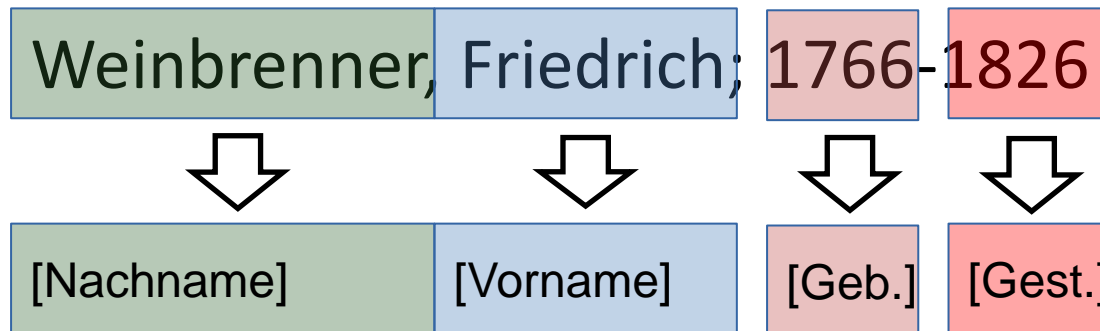 Weinbrenner, Friedrich; 1766-1826
[Nachname] [Vorname] [Geb.] [Gest.]